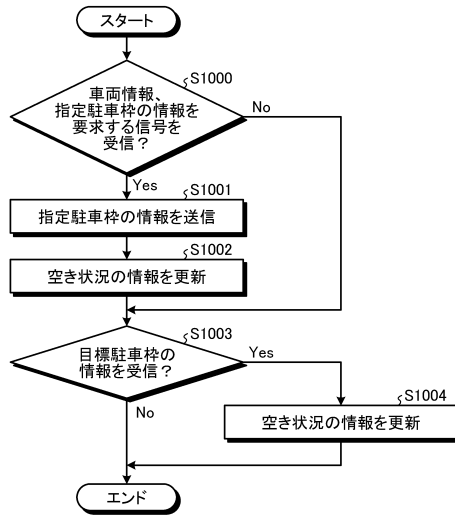 スタート
S1000
車両情報、
指定駐車枠の情報を
要求する信号を
受信？
No
Yes
S1001
指定駐車枠の情報を送信
S1002
空き状況の情報を更新
S1003
目標駐車枠の
情報を受信？
Yes
No
S1004
空き状況の情報を更新
エンド